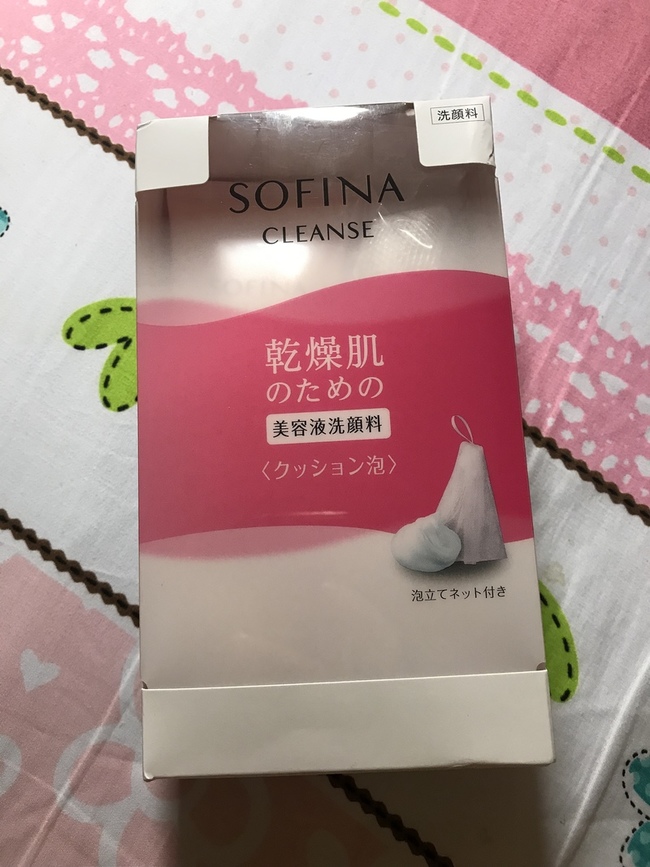 洗顔料
SOFINA
CLEANSE
乾燥肌
のための
美容液洗顔料
〈クッション泡〉
泡立てネット付き